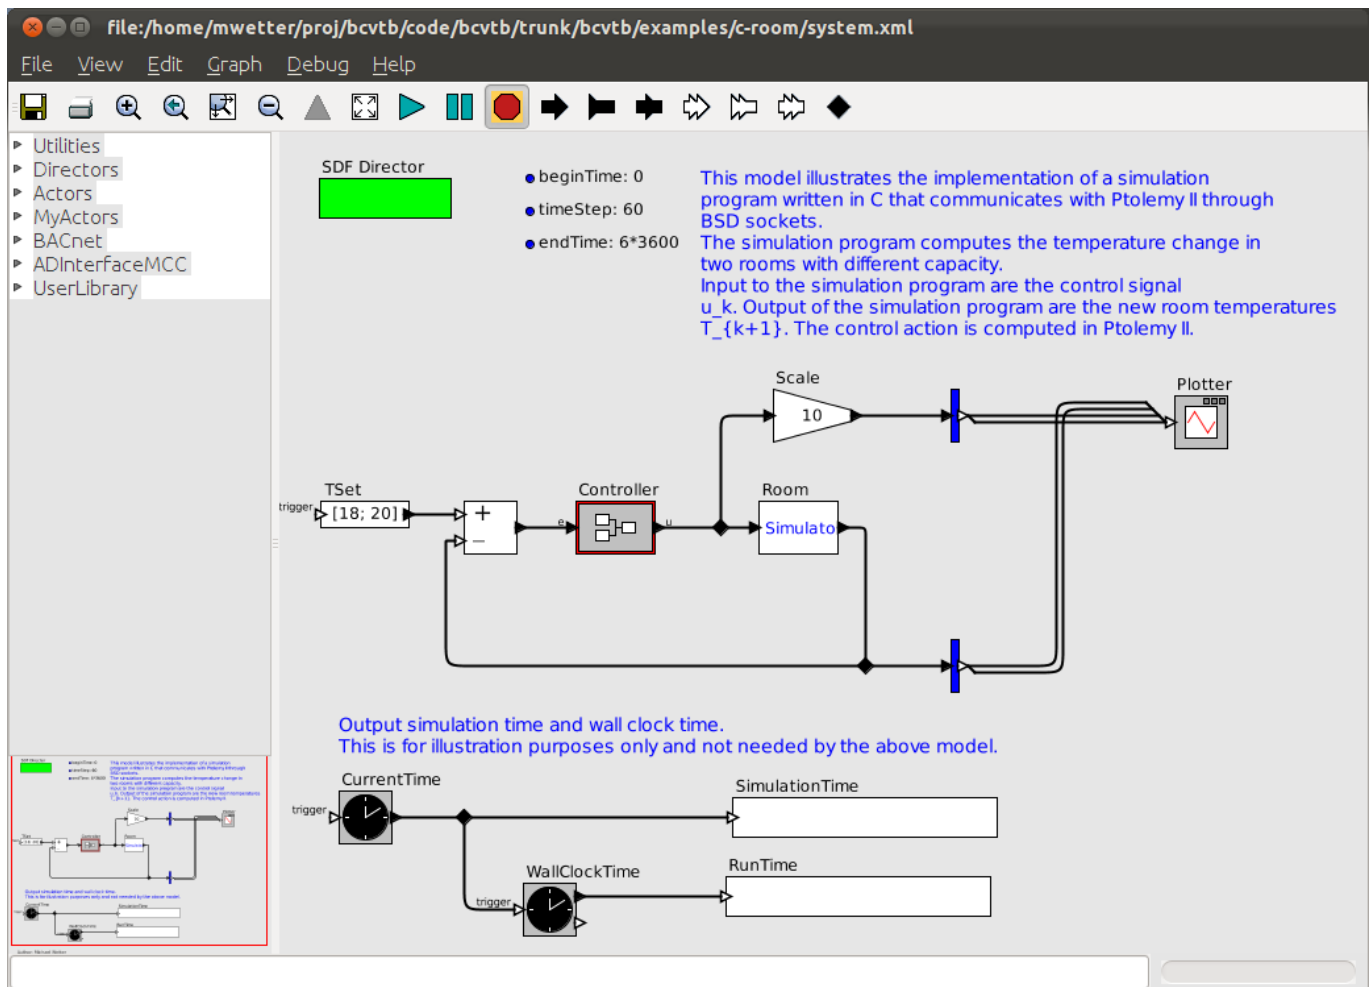 file:/home/mwetter/proj/bcvtb/code/bcvtb/trunk/bcvtb/examples/c-room/system.xml
File View Edit Graph Debug Help
Utilities
Directors
Actors
MyActors
BACnet
ADInterfaceMCC
UserLibrary
SDF Director
beginTime: 0
timeStep: 60
endTime: 6*3600
This model illustrates the implementation of a simulation
program written in C that communicates with Ptolemy II through
BSD sockets.
The simulation program computes the temperature change in
two rooms with different capacity.
Input to the simulation program are the control signal
u_k. Output of the simulation program are the new room temperatures
T_{k+1}. The control action is computed in Ptolemy II.
Scale
10
Plotter
TSet
trigger
[18; 20]
+
−
e
Controller
u
Room
Simulato
Output simulation time and wall clock time.
This is for illustration purposes only and not needed by the above model.
CurrentTime
trigger
SimulationTime
WallClockTime
trigger
RunTime